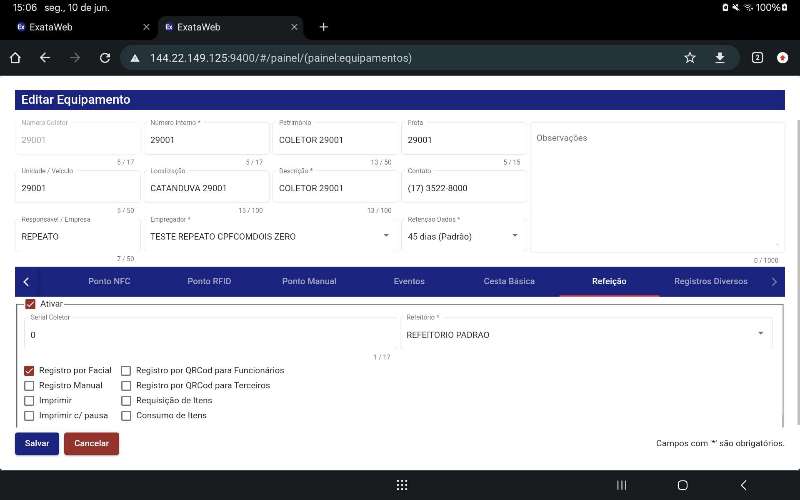 15:06 seg., 10 de jun. 100%
Ex ExataWeb
Ex ExataWeb
144.22.149.125:9400/#/painel/(painel:equipamentos)
2
Editar Equipamento
Número Coletor
29001
5 / 17
Número Interno *
29001
5 / 17
Patrimônio
COLETOR 29001
13 / 50
Frota
29001
5 / 15
Observações
0 / 1000
Unidade / Veículo
29001
5 / 50
Localização
CATANDUVA 29001
15 / 100
Descrição *
COLETOR 29001
13 / 100
Contato
(17) 3522-8000
Responsável / Empresa
REPEATO
7 / 50
Empregador *
TESTE REPEATO CPFCOMDOIS ZERO
Retenção Dados *
45 dias (Padrão)
Ponto NFC
Ponto RFID
Ponto Manual
Eventos
Cesta Básica
Refeição
Registros Diversos
Ativar
Serial Coletor
0
1 / 17
Refeitório *
REFEITORIO PADRAO
Registro por Facial
Registro por QRCod para Funcionários
Registro Manual
Registro por QRCod para Terceiros
Imprimir
Requisição de Itens
Imprimir c/ pausa
Consumo de Itens
Salvar
Cancelar
Campos com '*' são obrigatórios.